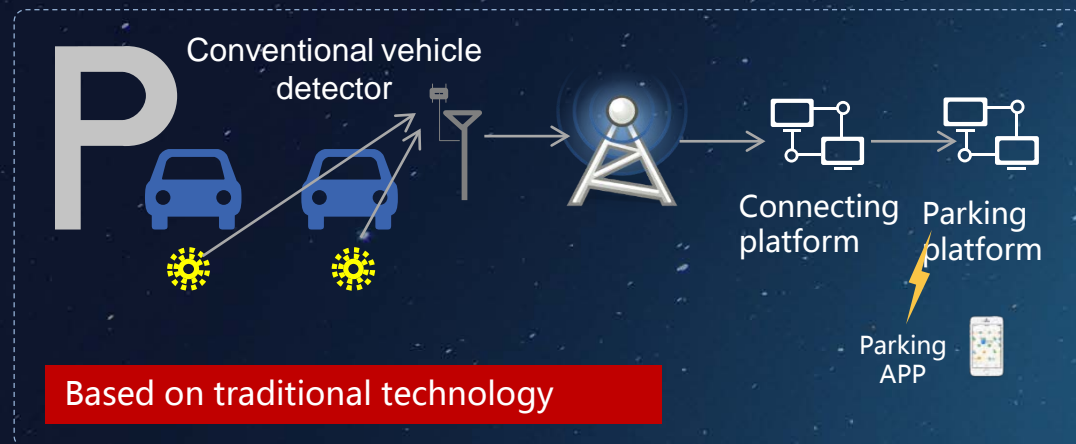 P
Conventional vehicle
detector
Connecting
platform
Parking
platform
Parking
APP
Based on traditional technology